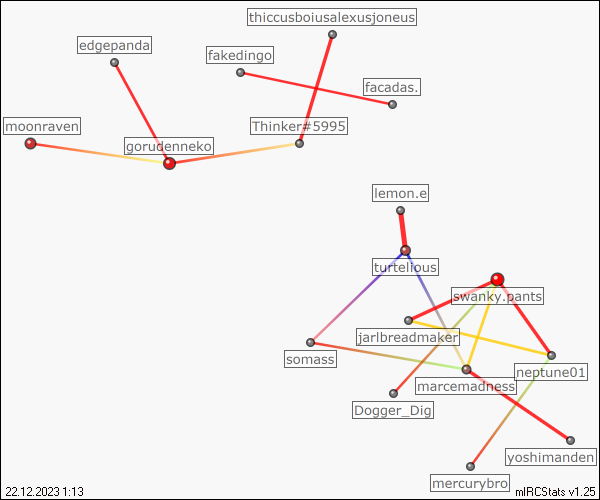 thiccusboiusalexusjoneus
edgepanda
fakedingo
facadas.
moonraven
Thinker#5995
gorudenneko
lemon.e
turtelious
swanky.pants
jarlbreadmaker
somass
neptune01
marcemadness
Dogger_Dig
yoshimanden
mercurybro
22.12.2023 1:13
mIRCStats v1.25